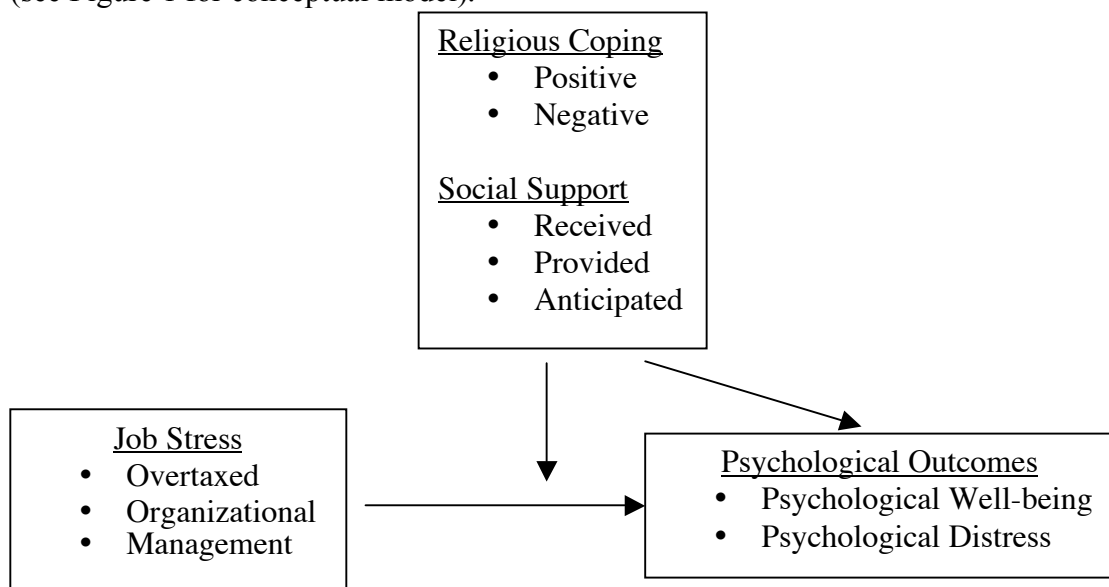 (see Figure 1 for conceptual model).
Religious Coping
• Positive
• Negative
Social Support
• Received
• Provided
• Anticipated
Job Stress
• Overtaxed
• Organizational
• Management
Psychological Outcomes
• Psychological Well-being
• Psychological Distress